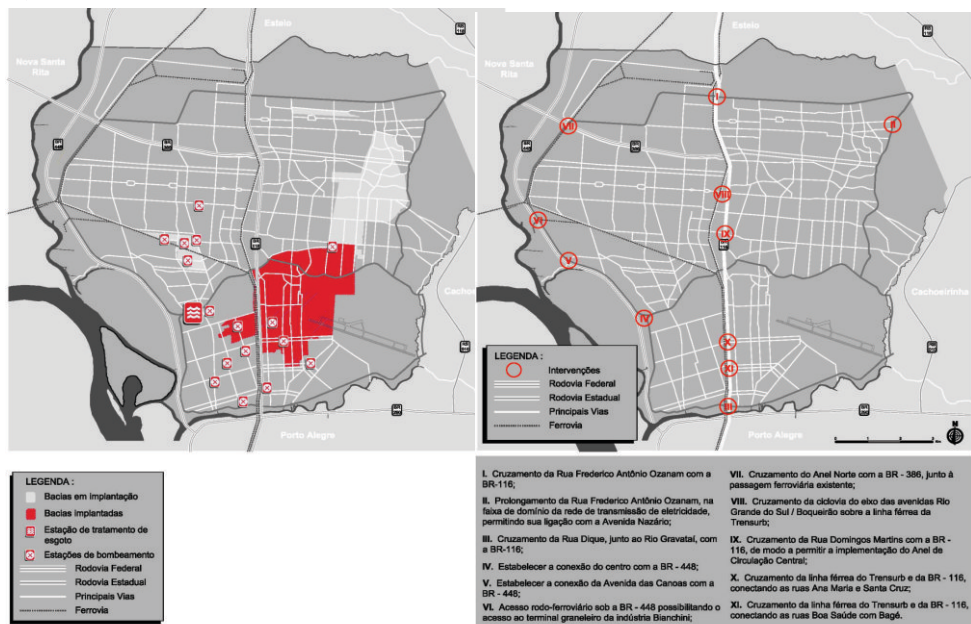 Esteio
Nova Santa
Rita
Cachoeirinha
Porto Alegre
LEGENDA :
Bacias em implantação
Bacias implantadas
Estação de tratamento de
esgoto
Estações de bombeamento
Rodovia Federal
Rodovia Estadual
Principais Vias
Ferrovia
Esteio
Nova Santa
Rita
I
II
VII
VIII
VI
IX
V
IV
X
XI
III
Cachoeirinha
Porto Alegre
LEGENDA :
Intervenções
Rodovia Federal
Rodovia Estadual
Principais Vias
Ferrovia
I. Cruzamento da Rua Frederico Antônio Ozanam com a
BR-116;
II. Prolongamento da Rua Frederico Antônio Ozanam, na
faixa de domínio da rede de transmissão de eletricidade,
permitindo sua ligação com a Avenida Nazário;
III. Cruzamento da Rua Dique, junto ao Rio Gravataí, com
a BR-116;
IV. Estabelecer a conexão do centro com a BR - 448;
V. Estabelecer a conexão da Avenida das Canoas com a
BR - 448;
VI. Acesso rodo-ferroviário sob a BR - 448 possibilitando o
acesso ao terminal graneleiro da indústria Bianchini;
VII. Cruzamento do Anel Norte com a BR - 386, junto à
passagem ferroviária existente;
VIII. Cruzamento da ciclovia do eixo das avenidas Rio
Grande do Sul / Boqueirão sobre a linha férrea da
Trensurb;
IX. Cruzamento da Rua Domingos Martins com a BR -
116, de modo a permitir a implementação do Anel de
Circulação Central;
X. Cruzamento da linha férrea do Trensurb e da BR - 116,
conectando as ruas Ana Maria e Santa Cruz;
XI. Cruzamento da linha férrea do Trensurb e da BR - 116,
conectando as ruas Boa Saúde com Bagé.